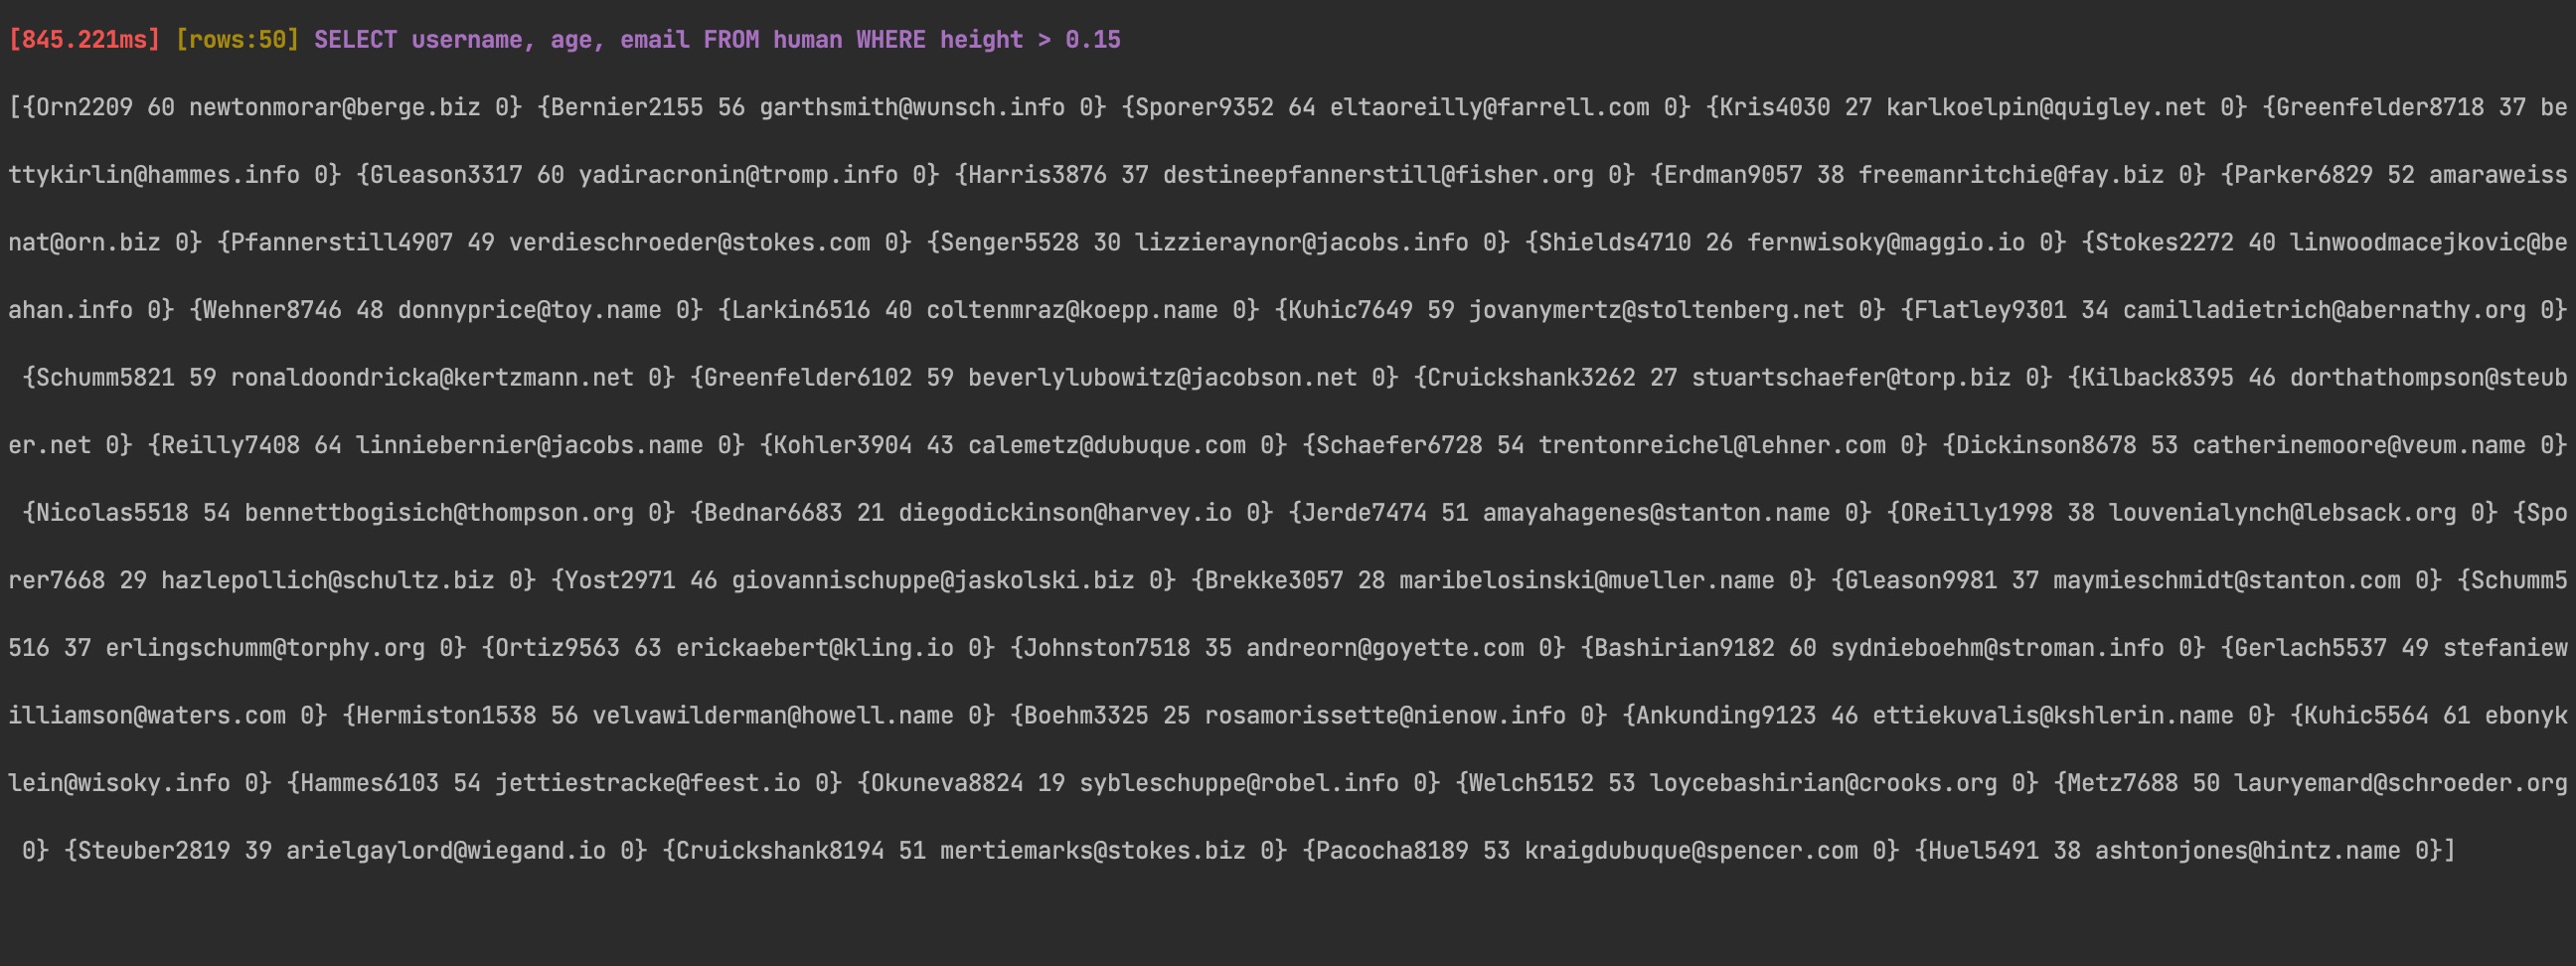 [845.221ms] [rows:50] SELECT username, age, email FROM human WHERE height > 0.15
[{Orn2209 60 newtonmorar@berge.biz 0} {Bernier2155 56 garthsmith@wunsch.info 0} {Sporer9352 64 eltaoreilly@farrell.com 0} {Kris4030 27 karlkoelpin@quigley.net 0} {Greenfelder8718 37 be
ttykirlin@hammes.info 0} {Gleason3317 60 yadiracronin@tromp.info 0} {Harris3876 37 destineepfannerstill@fisher.org 0} {Erdman9057 38 freemanritchie@fay.biz 0} {Parker6829 52 amaraweiss
nat@orn.biz 0} {Pfannerstill4907 49 verdieschroeder@stokes.com 0} {Senger5528 30 lizzieraynor@jacobs.info 0} {Shields4710 26 fernwisoky@maggio.io 0} {Stokes2272 40 linwoodmacejkovic@be
ahan.info 0} {Wehner8746 48 donnyprice@toy.name 0} {Larkin6516 40 coltenmraz@koepp.name 0} {Kuhic7649 59 jovanymertz@stoltenberg.net 0} {Flatley9301 34 camilladietrich@abernathy.org 0}
 {Schumm5821 59 ronaldoondricka@kertzmann.net 0} {Greenfelder6102 59 beverlylubowitz@jacobson.net 0} {Cruickshank3262 27 stuartschaefer@torp.biz 0} {Kilback8395 46 dorthathompson@steub
er.net 0} {Reilly7408 64 linniebernier@jacobs.name 0} {Kohler3904 43 calemetz@dubuque.com 0} {Schaefer6728 54 trentonreichel@lehner.com 0} {Dickinson8678 53 catherinemoore@veum.name 0}
 {Nicolas5518 54 bennettbogisich@thompson.org 0} {Bednar6683 21 diegodickinson@harvey.io 0} {Jerde7474 51 amayahagenes@stanton.name 0} {OReilly1998 38 louvenialynch@lebsack.org 0} {Spo
rer7668 29 hazlepollich@schultz.biz 0} {Yost2971 46 giovannischuppe@jaskolski.biz 0} {Brekke3057 28 maribelosinski@mueller.name 0} {Gleason9981 37 maymieschmidt@stanton.com 0} {Schumm5
516 37 erlingschumm@torphy.org 0} {Ortiz9563 63 erickaebert@kling.io 0} {Johnston7518 35 andreorn@goyette.com 0} {Bashirian9182 60 sydnieboehm@stroman.info 0} {Gerlach5537 49 stefaniew
illiamson@waters.com 0} {Hermiston1538 56 velvawilderman@howell.name 0} {Boehm3325 25 rosamorissette@nienow.info 0} {Ankunding9123 46 ettiekuvalis@kshlerin.name 0} {Kuhic5564 61 ebonyk
lein@wisoky.info 0} {Hammes6103 54 jettiestracke@feest.io 0} {Okuneva8824 19 sybleschuppe@robel.info 0} {Welch5152 53 loycebashirian@crooks.org 0} {Metz7688 50 lauryemard@schroeder.org
 0} {Steuber2819 39 arielgaylord@wiegand.io 0} {Cruickshank8194 51 mertiemarks@stokes.biz 0} {Pacocha8189 53 kraigdubuque@spencer.com 0} {Huel5491 38 ashtonjones@hintz.name 0}]